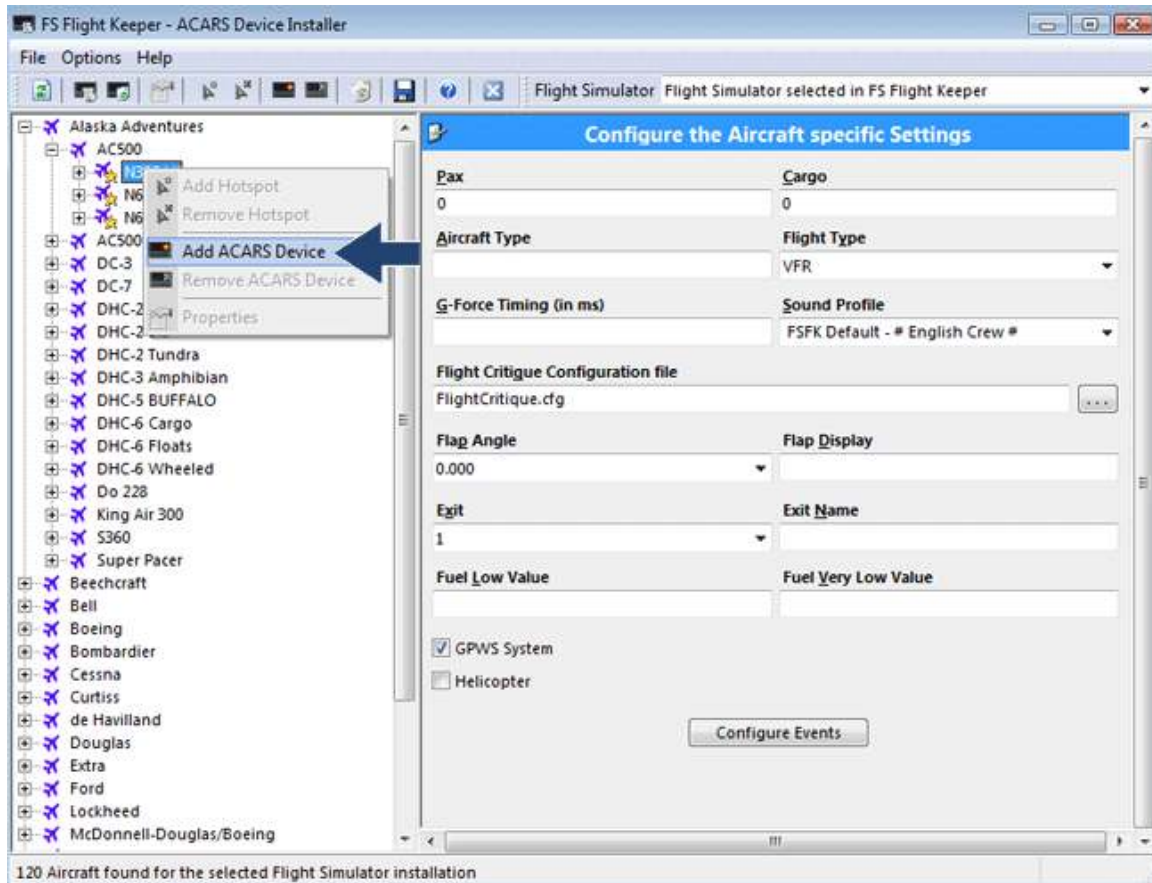 FS Flight Keeper - ACARS Device Installer
File Options Help
Flight Simulator Flight Simulator selected in FS Flight Keeper
Alaska Adventures
AC500
N6
N6
AC500
DC-3
DC-7
DHC-2
DHC-2
DHC-2 Tundra
DHC-3 Amphibian
DHC-5 BUFFALO
DHC-6 Cargo
DHC-6 Floats
DHC-6 Wheeled
Do 228
King Air 300
S360
Super Pacer
Beechcraft
Bell
Boeing
Bombardier
Cessna
Curtiss
de Havilland
Douglas
Extra
Ford
Lockheed
McDonnell-Douglas/Boeing
Add Hotspot
Remove Hotspot
Add ACARS Device
Remove ACARS Device
Properties
Configure the Aircraft specific Settings
Pax Cargo
0 0
Aircraft Type Flight Type
VFR
G-Force Timing (in ms) Sound Profile
FSFK Default - # English Crew #
Flight Critique Configuration file
FlightCritique.cfg ...
Flap Angle Flap Display
0.000
Exit Exit Name
1
Fuel Low Value Fuel Very Low Value
GPWS System
Helicopter
Configure Events
120 Aircraft found for the selected Flight Simulator installation